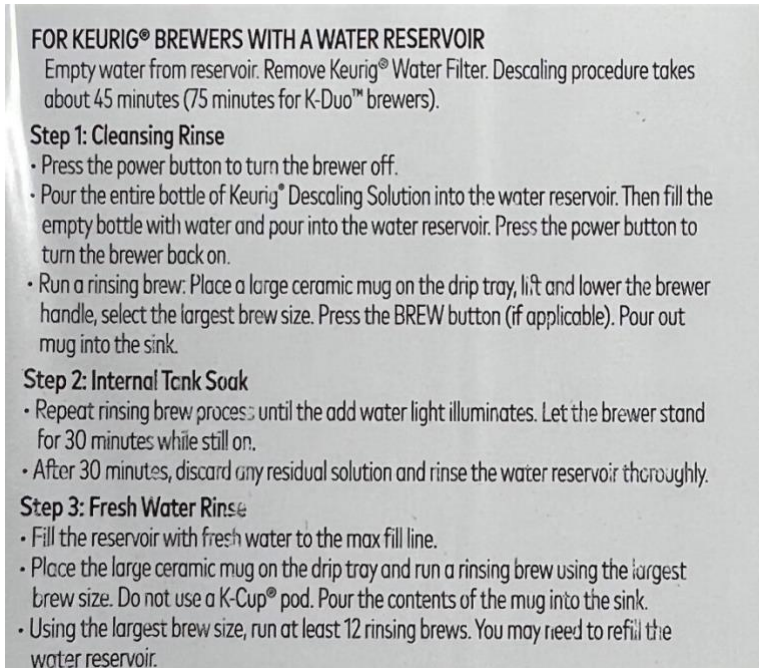 FOR KEURIG® BREWERS WITH A WATER RESERVOIR
Empty water from reservoir. Remove Keurig® Water Filter. Descaling procedure takes
about 45 minutes (75 minutes for K-Duo™ brewers).
Step 1: Cleansing Rinse
· Press the power button to turn the brewer off.
· Pour the entire bottle of Keurig® Descaling Solution into the water reservoir. Then fill the
empty bottle with water and pour into the water reservoir. Press the power button to
turn the brewer back on.
· Run a rinsing brew: Place a large ceramic mug on the drip tray, lift and lower the brewer
handle, select the largest brew size. Press the BREW button (if applicable). Pour out
mug into the sink.
Step 2: Internal Tank Soak
· Repeat rinsing brew process until the add water light illuminates. Let the brewer stand
for 30 minutes while still on.
· After 30 minutes, discard any residual solution and rinse the water reservoir thoroughly.
Step 3: Fresh Water Rinse
· Fill the reservoir with fresh water to the max fill line.
· Place the large ceramic mug on the drip tray and run a rinsing brew using the largest
brew size. Do not use a K-Cup® pod. Pour the contents of the mug into the sink.
· Using the largest brew size, run at least 12 rinsing brews. You may need to refill the
water reservoir.